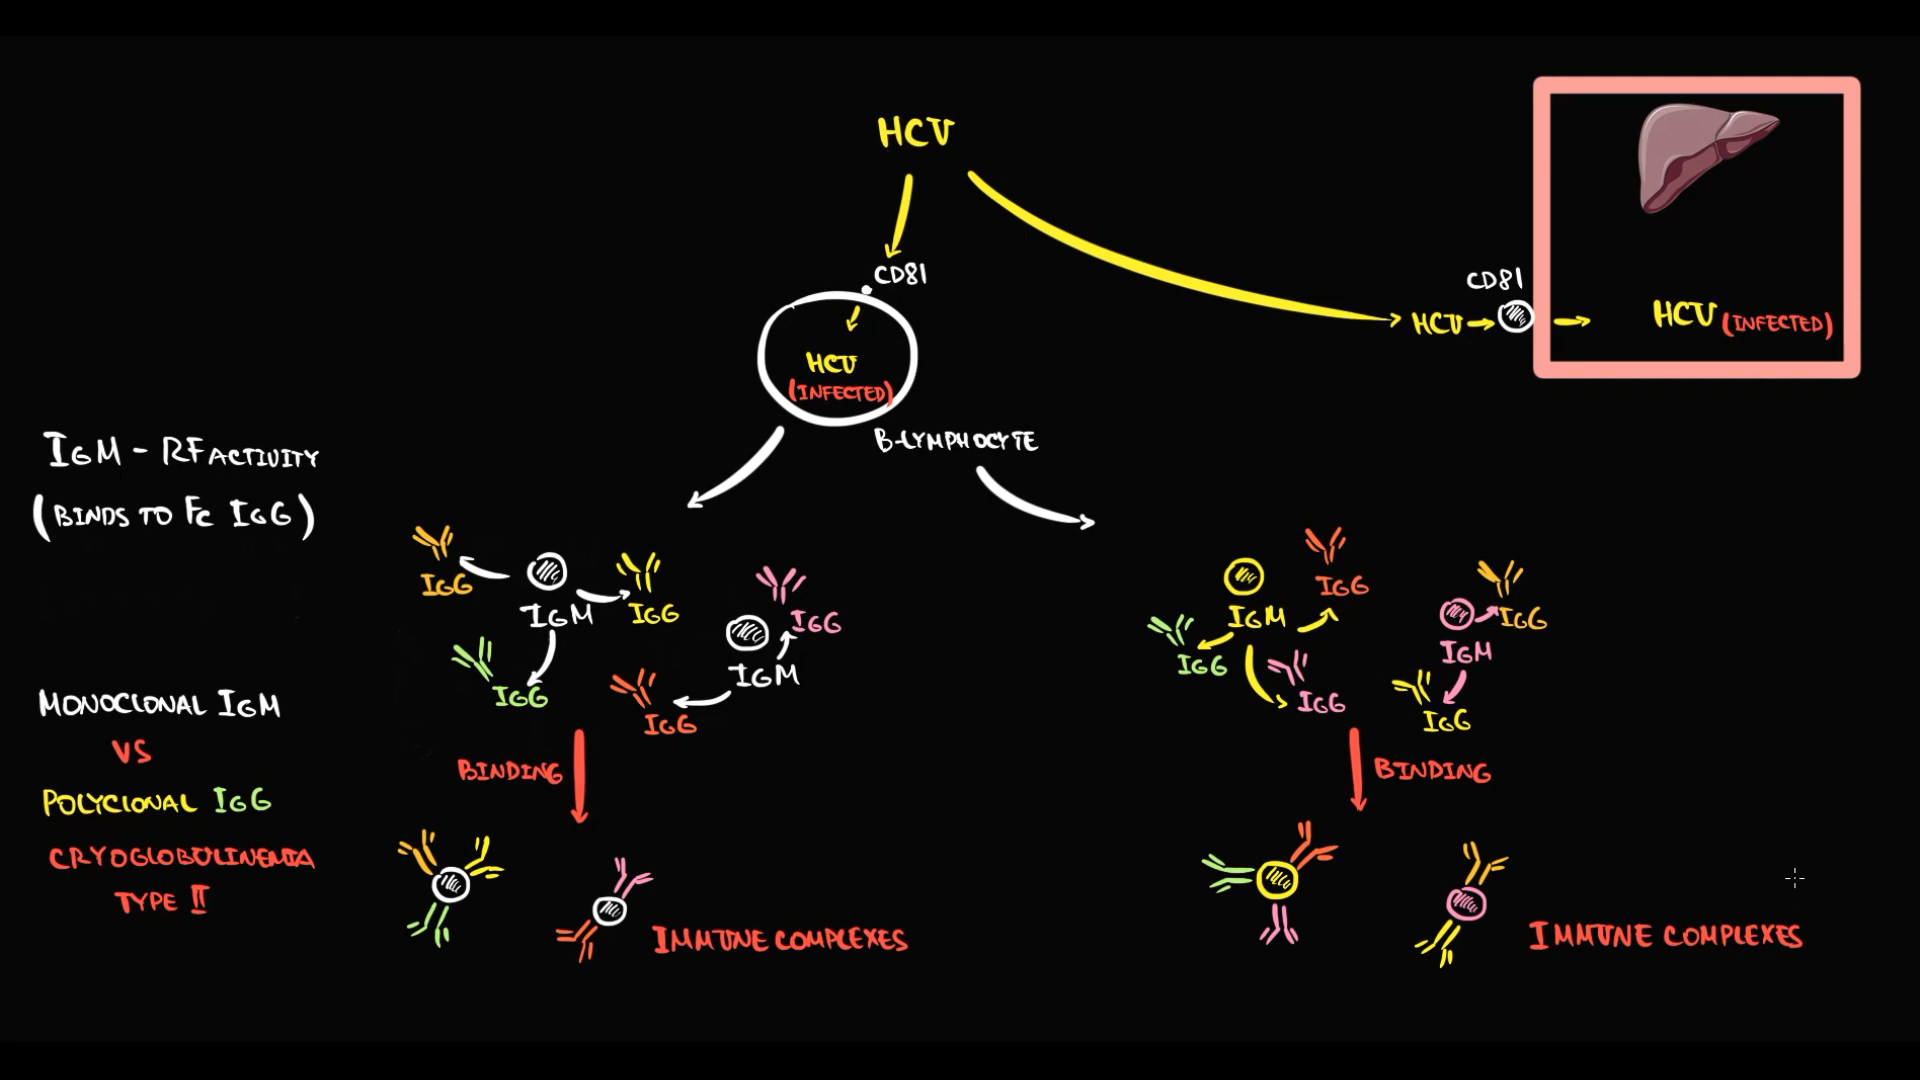 HCV
CD81
HCV
(INFECTED)
B-LYMPHOCYTE
CD81
HCV
HCV (INFECTED)
IGM - RF ACTIVITY
(BINDS TO FC IGG)
MONOCLONAL IGM
VS
POLYCLONAL IGG
CRYOGLOBULINEMIA
TYPE II
IGG
IGM
IGG
IGG
IGG
IGM
IGG
BINDING
IMMUNE COMPLEXES
IGM
IGG
IGG
IGG
IGG
IGM
IGG
BINDING
IMMUNE COMPLEXES